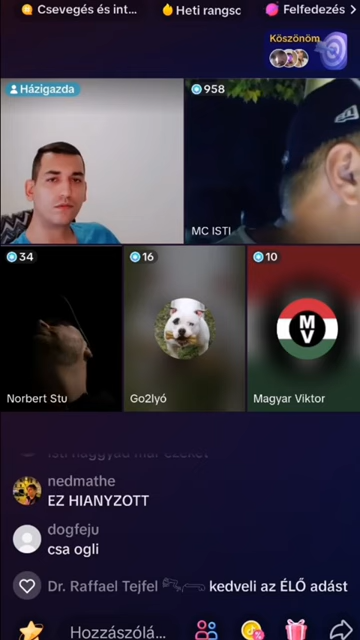 Csevegés és int...
Heti rangsc
Felfedezés
Köszönöm
Házigazda
958
MC ISTI
34
16
10
M
V
Norbert Stu
Go2lyó
Magyar Viktor
nedmathe
EZ HIANYZOTT
dogfeju
csa ogli
Dr. Raffael Tejfel kedveli az ÉLŐ adást
Hozzászólá...